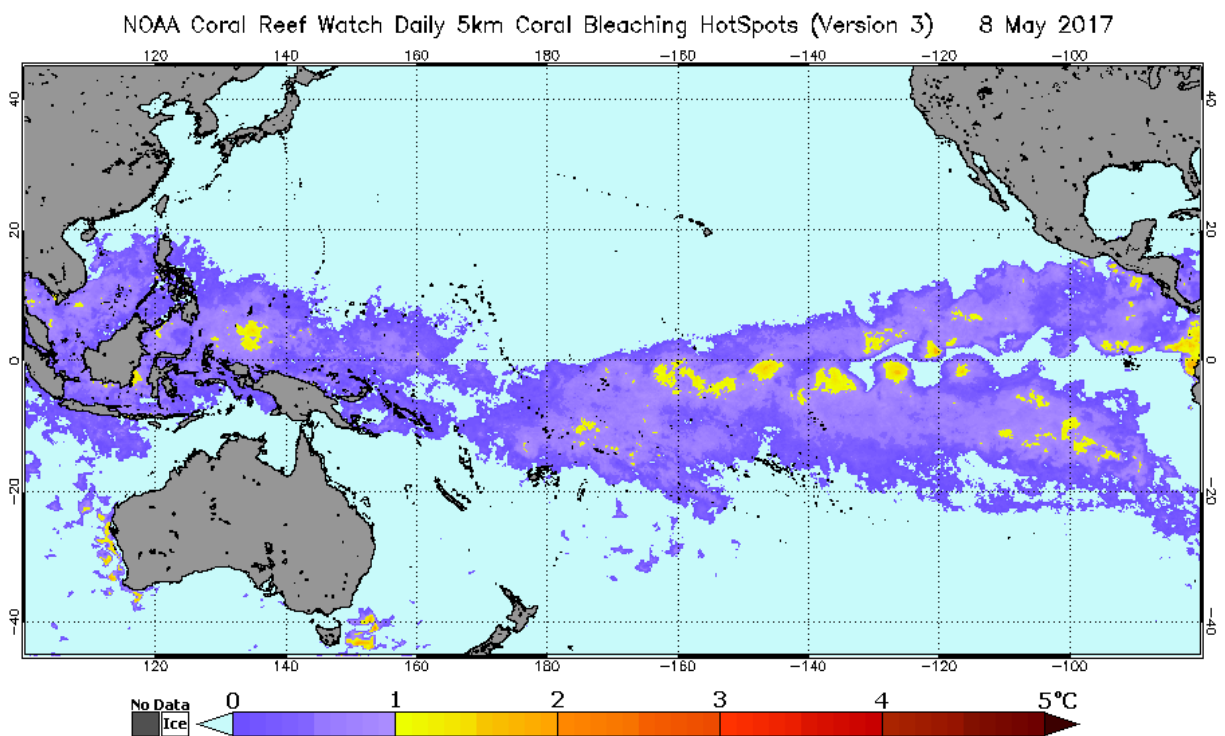 NOAA Coral Reef Watch Daily 5km Coral Bleaching HotSpots (Version 3) 8 May 2017
120 140 160 180 -160 -140 -120 -100
40 40
20 20
0 0
-20 -20
-40 -40
120 140 160 180 -160 -140 -120 -100
No Data 0 1 2 3 4 5°C
Ice